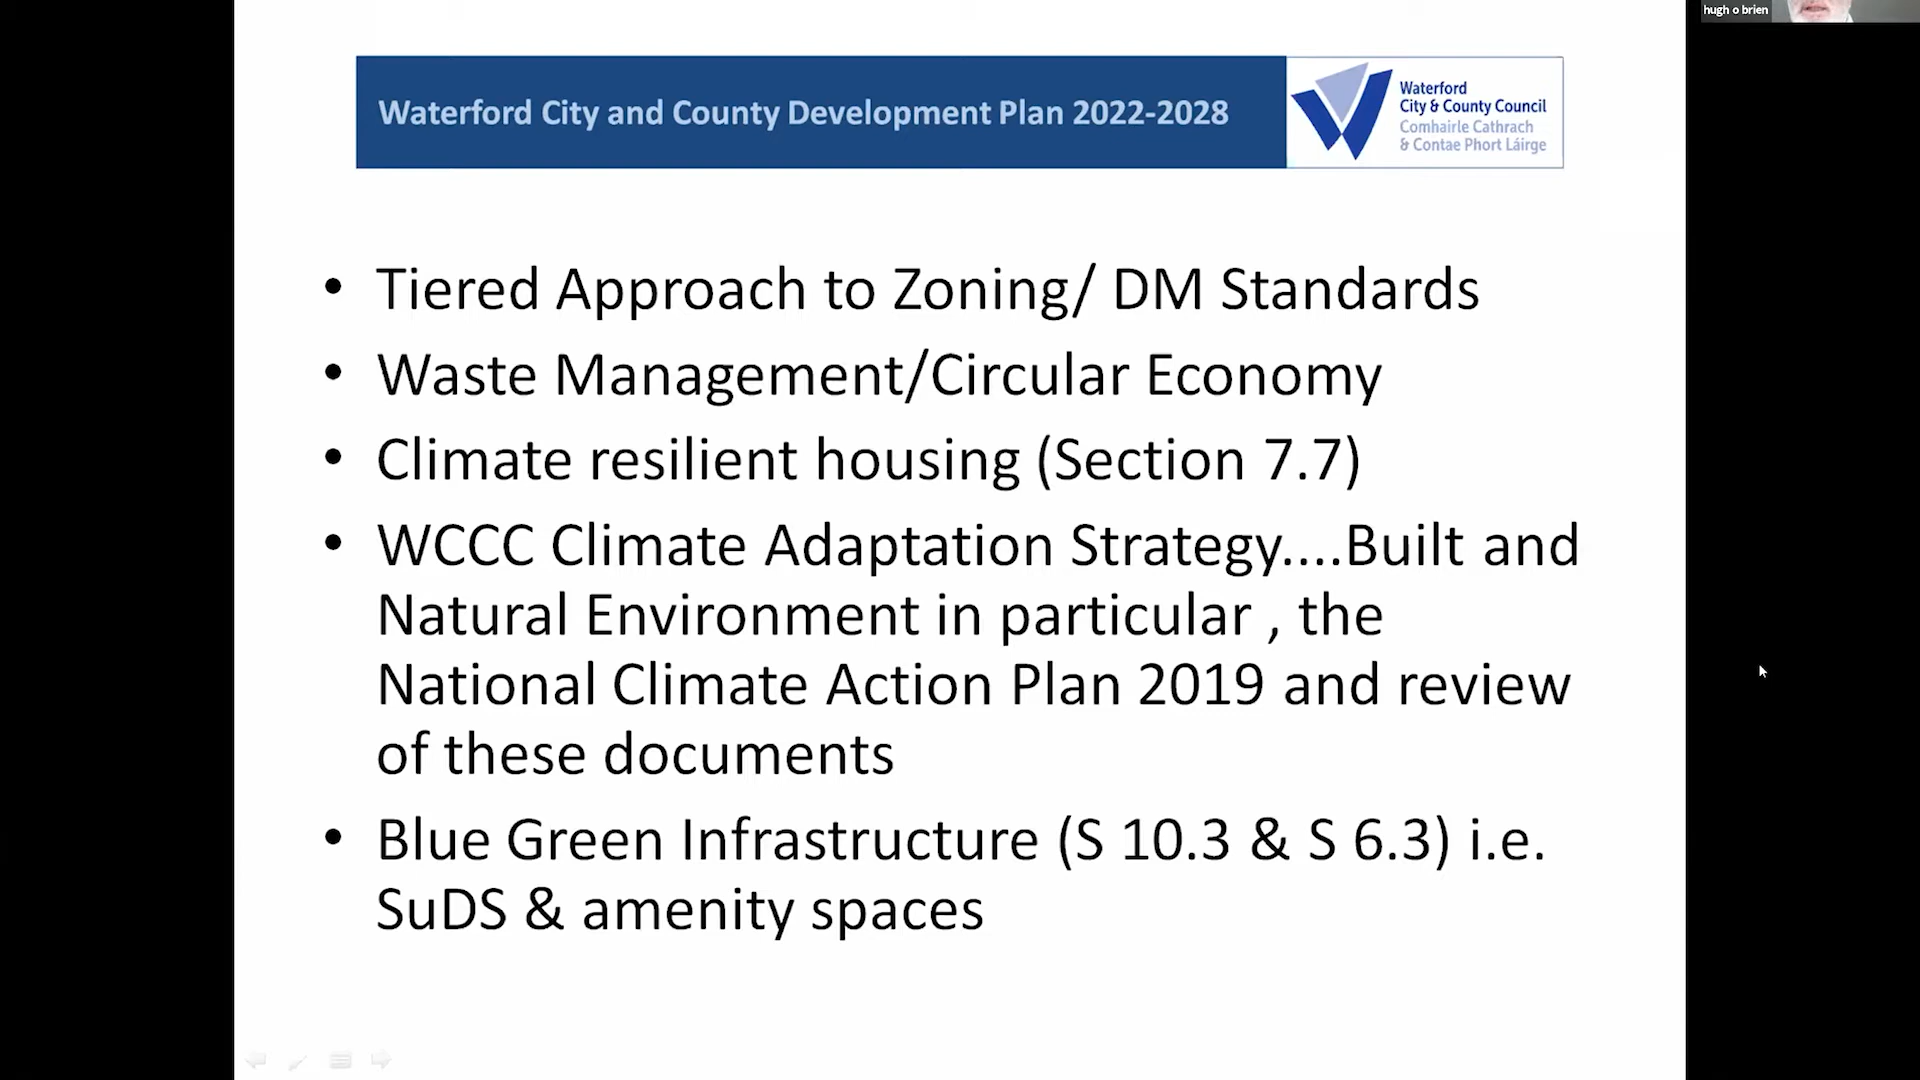 hugh o brien
Waterford City and County Development Plan 2022-2028
Waterford
City & County Council
Comhairle Cathrach
& Contae Phort Láirge
• Tiered Approach to Zoning/ DM Standards
• Waste Management/Circular Economy
• Climate resilient housing (Section 7.7)
• WCCC Climate Adaptation Strategy....Built and
Natural Environment in particular , the
National Climate Action Plan 2019 and review
of these documents
• Blue Green Infrastructure (S 10.3 & S 6.3) i.e.
SuDS & amenity spaces